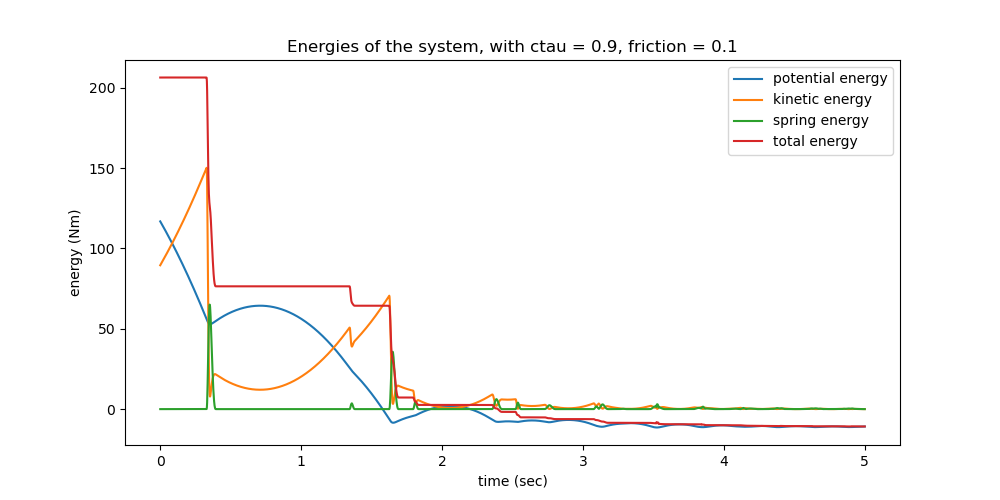 Energies of the system, with ctau = 0.9, friction = 0.1
potential energy
kinetic energy
spring energy
total energy
energy (Nm)
200
150
100
50
0
0 1 2 3 4 5
time (sec)